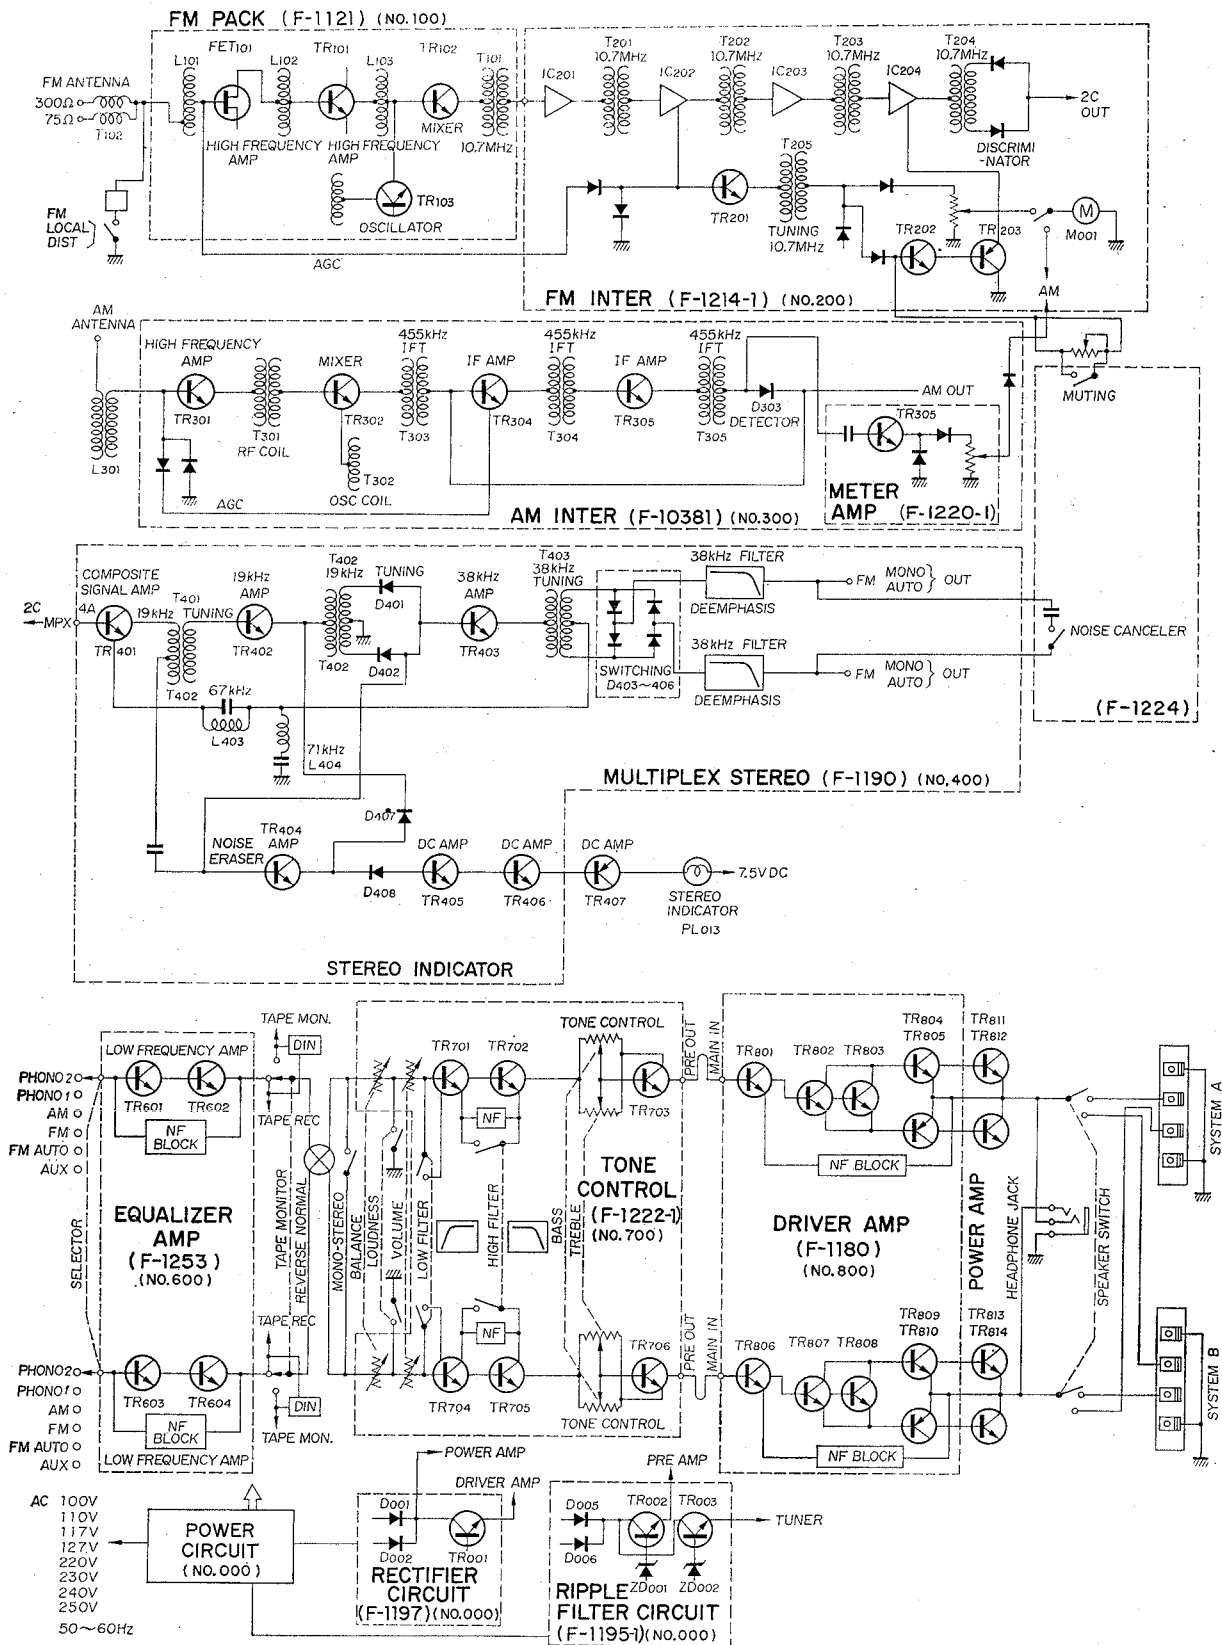 FM PACK (F-1121) (NO.100)
L101
FET101
L102
TR101
L103
TR102
T101
FM ANTENNA
300Ω
75Ω
T102
HIGH FREQUENCY
AMP
HIGH FREQUENCY
AMP
MIXER
10.7MHz
TR103
OSCILLATOR
FM
LOCAL
DIST
AGC
T201
10.7MHz
T202
10.7MHz
T203
10.7MHz
T204
10.7MHz
IC201
IC202
IC203
IC204
2C
OUT
DISCRIMI
-NATOR
T205
TR201
TUNING
10.7MHz
TR202
TR203
M
M001
AM
FM INTER (F-1214-1) (NO.200)
AM
ANTENNA
HIGH FREQUENCY
AMP
TR301
L301
T301
RF COIL
MIXER
TR302
T302
OSC COIL
455kHz
IFT
T303
IF AMP
TR304
455kHz
IFT
T304
IF AMP
TR305
455kHz
IFT
T305
D303
DETECTOR
AM OUT
TR305
METER
AMP (F-1220-1)
AGC
AM INTER (F-10381) (NO.300)
MUTING
COMPOSITE
SIGNAL AMP
2C
MPX
4A
TR401
19kHz
T401
TUNING
T402
19kHz
AMP
TR402
T402
19kHz
TUNING
D401
T402
D402
38kHz
AMP
TR403
T403
38kHz
TUNING
SWITCHING
D403~406
38kHz FILTER
DEEMPHASIS
FM MONO
AUTO } OUT
38kHz FILTER
DEEMPHASIS
FM MONO
AUTO } OUT
NOISE CANCELER
(F-1224)
67kHz
L403
71kHz
L404
MULTIPLEX STEREO (F-1190) (NO.400)
D407
NOISE
ERASER
TR404
AMP
D408
DC AMP
TR405
DC AMP
TR406
DC AMP
TR407
7.5V DC
STEREO
INDICATOR
PL013
STEREO INDICATOR
PHONO 2
PHONO 1
AM
FM
FM AUTO
AUX
LOW FREQUENCY AMP
TR601
TR602
NF
BLOCK
TAPE MON.
DIN
TAPE REC
EQUALIZER
AMP
(F-1253)
(NO.600)
SELECTOR
TAPE MONITOR
REVERSE NORMAL
MONO-STEREO
BALANCE
LOUDNESS
VOLUME
LOW FILTER
HIGH FILTER
BASS
TREBLE
TR701
TR702
NF
TONE CONTROL
TR703
TONE
CONTROL
(F-1222-1)
(NO.700)
NF
TR704
TR705
TR706
TONE CONTROL
PRE OUT
MAIN IN
PRE OUT
MAIN IN
TR801
TR802
TR803
TR804
TR805
TR811
TR812
NF BLOCK
DRIVER AMP
(F-1180)
(NO.800)
POWER AMP
HEADPHONE JACK
SPEAKER SWITCH
SYSTEM A
SYSTEM B
TR806
TR807
TR808
TR809
TR810
TR813
TR814
NF BLOCK
TAPE REC
DIN
TAPE MON.
PHONO2
PHONO1
AM
FM
FM AUTO
AUX
TR603
TR604
NF
BLOCK
LOW FREQUENCY AMP
AC 100V
110V
117V
127V
220V
230V
240V
250V
50~60Hz
POWER
CIRCUIT
(NO.000)
POWER AMP
DRIVER AMP
D001
D002
TR001
RECTIFIER
CIRCUIT
(F-1197) (NO.000)
PRE AMP
D005
D006
TR002
TR003
TUNER
ZD001
ZD002
RIPPLE
FILTER CIRCUIT
(F-1195-1) (NO.000)